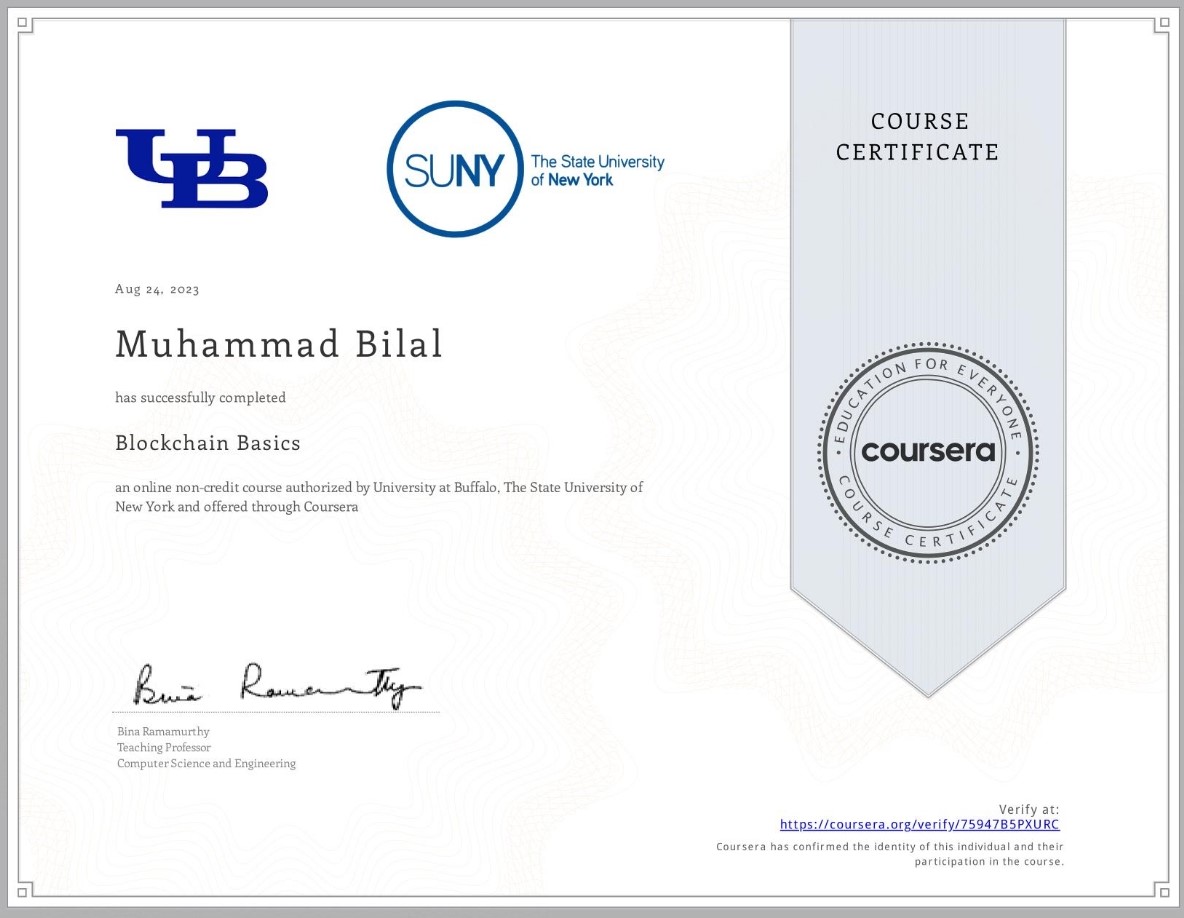 UB
SUNY
The State University
of New York
COURSE
CERTIFICATE
Aug 24, 2023
Muhammad Bilal
has successfully completed
Blockchain Basics
an online non-credit course authorized by University at Buffalo, The State University of
New York and offered through Coursera
EDUCATION FOR EVERYONE
coursera
COURSE CERTIFICATE
Bina Ramamurthy
Bina Ramamurthy
Teaching Professor
Computer Science and Engineering
Verify at:
https://coursera.org/verify/75947B5PXURC
Coursera has confirmed the identity of this individual and their
participation in the course.